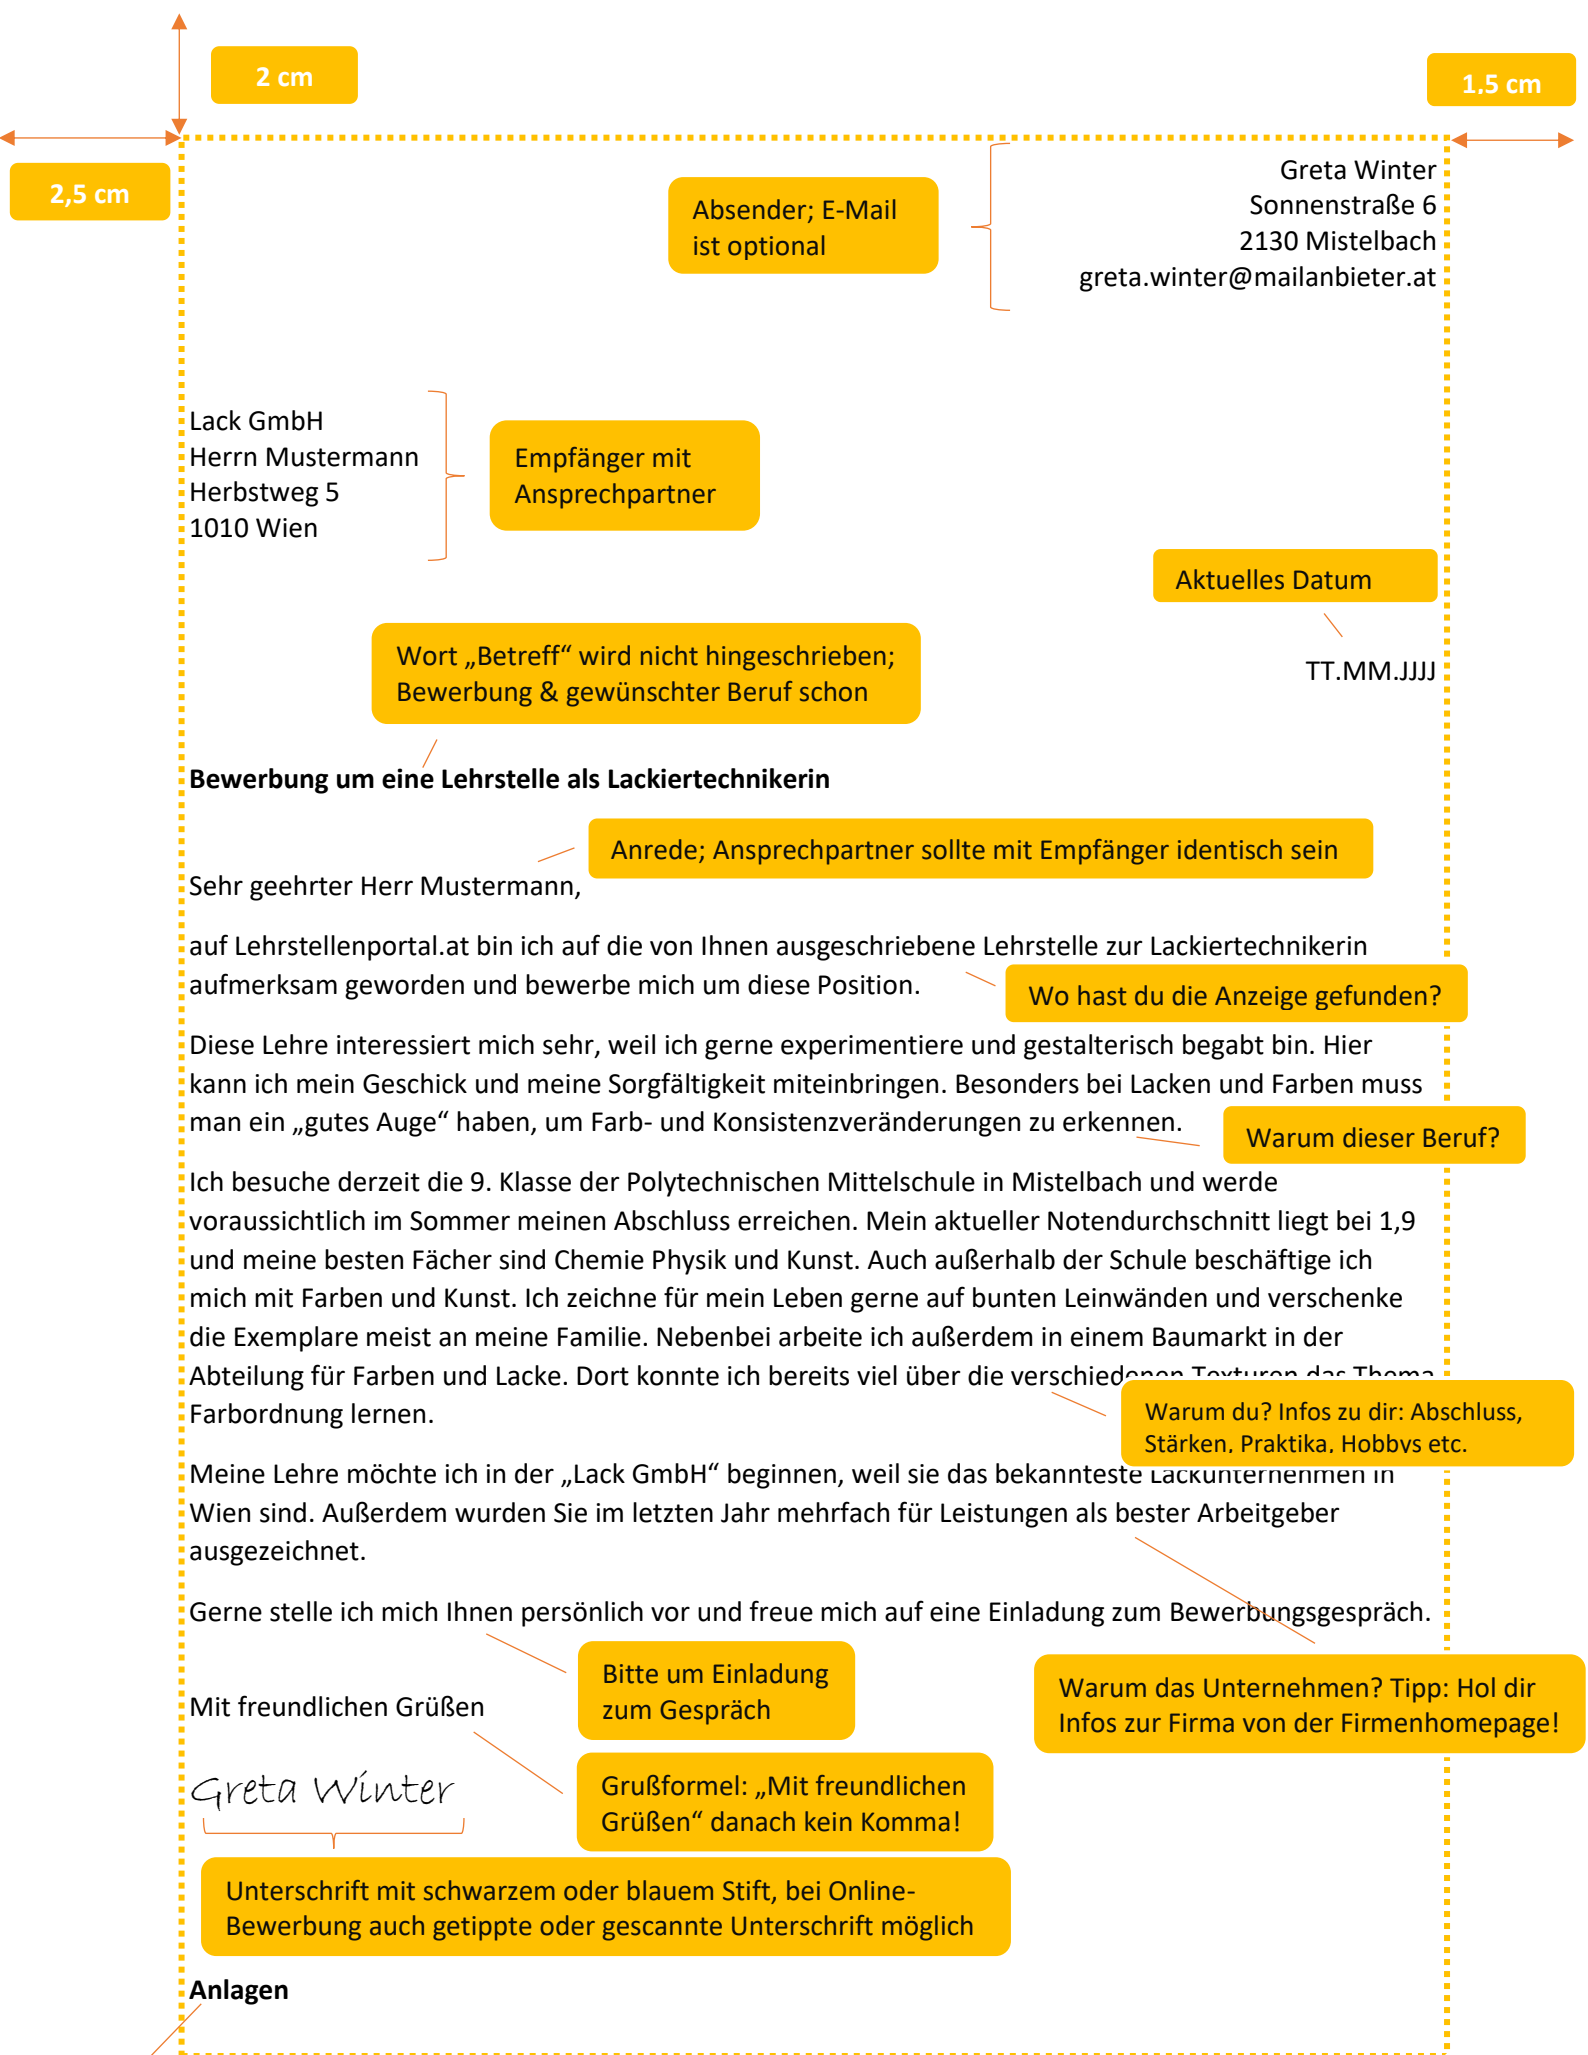 2 cm
1,5 cm
2,5 cm
Absender; E-Mail
ist optional
Greta Winter
Sonnenstraße 6
2130 Mistelbach
greta.winter@mailanbieter.at
Lack GmbH
Herrn Mustermann
Herbstweg 5
1010 Wien
Empfänger mit
Ansprechpartner
Aktuelles Datum
TT.MM.JJJJ
Wort „Betreff“ wird nicht hingeschrieben;
Bewerbung & gewünschter Beruf schon
Bewerbung um eine Lehrstelle als Lackiertechnikerin
Anrede; Ansprechpartner sollte mit Empfänger identisch sein
Sehr geehrter Herr Mustermann,
auf Lehrstellenportal.at bin ich auf die von Ihnen ausgeschriebene Lehrstelle zur Lackiertechnikerin
aufmerksam geworden und bewerbe mich um diese Position.
Wo hast du die Anzeige gefunden?
Diese Lehre interessiert mich sehr, weil ich gerne experimentiere und gestalterisch begabt bin. Hier
kann ich mein Geschick und meine Sorgfältigkeit miteinbringen. Besonders bei Lacken und Farben muss
man ein „gutes Auge“ haben, um Farb- und Konsistenzveränderungen zu erkennen.
Warum dieser Beruf?
Ich besuche derzeit die 9. Klasse der Polytechnischen Mittelschule in Mistelbach und werde
voraussichtlich im Sommer meinen Abschluss erreichen. Mein aktueller Notendurchschnitt liegt bei 1,9
und meine besten Fächer sind Chemie Physik und Kunst. Auch außerhalb der Schule beschäftige ich
mich mit Farben und Kunst. Ich zeichne für mein Leben gerne auf bunten Leinwänden und verschenke
die Exemplare meist an meine Familie. Nebenbei arbeite ich außerdem in einem Baumarkt in der
Abteilung für Farben und Lacke. Dort konnte ich bereits viel über die verschiedenen Texturen das Thema
Farbordnung lernen.
Warum du? Infos zu dir: Abschluss,
Stärken, Praktika, Hobbys etc.
Meine Lehre möchte ich in der „Lack GmbH“ beginnen, weil sie das bekannteste Lackunternehmen in
Wien sind. Außerdem wurden Sie im letzten Jahr mehrfach für Leistungen als bester Arbeitgeber
ausgezeichnet.
Gerne stelle ich mich Ihnen persönlich vor und freue mich auf eine Einladung zum Bewerbungsgespräch.
Bitte um Einladung
zum Gespräch
Warum das Unternehmen? Tipp: Hol dir
Infos zur Firma von der Firmenhomepage!
Mit freundlichen Grüßen
Grußformel: „Mit freundlichen
Grüßen“ danach kein Komma!
Greta Winter
Unterschrift mit schwarzem oder blauem Stift, bei Online-
Bewerbung auch getippte oder gescannte Unterschrift möglich
Anlagen